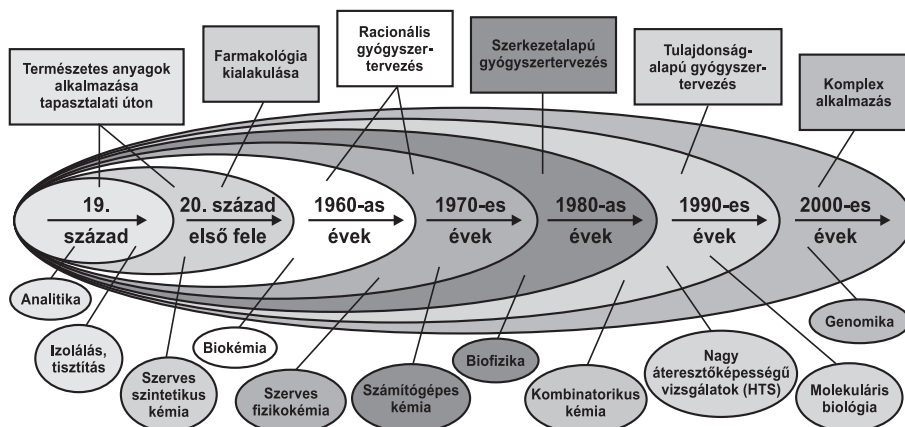 Természetes anyagok
alkalmazása
tapasztalati úton
Farmakológia
kialakulása
Racionális
gyógyszer-
tervezés
Szerkezetalapú
gyógyszertervezés
Tulajdonság-
alapú gyógyszer-
tervezés
Komplex
alkalmazás
19.
század
20. század
első fele
1960-as
évek
1970-es
évek
1980-as
évek
1990-es
évek
2000-es
évek
Analitika
Izolálás,
tisztítás
Szerves
szintetikus
kémia
Biokémia
Szerves
fizikokémia
Számítógépes
kémia
Biofizika
Kombinatorikus
kémia
Nagy
áteresztőképességű
vizsgálatok (HTS)
Molekuláris
biológia
Genomika